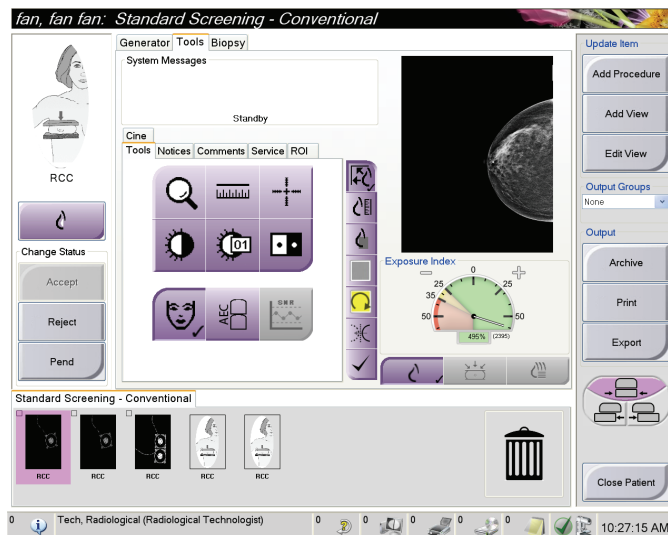 fan, fan fan: Standard Screening - Conventional
Generator Tools Biopsy
System Messages
Standby
RCC
Change Status
Accept
Reject
Pend
Cine
Tools Notices Comments Service ROI
01
AEC
SNR
Exposure Index
0
25 25
35
50 50
495% (2395)
Update Item
Add Procedure
Add View
Edit View
Output Groups
None
Output
Archive
Print
Export
Close Patient
Standard Screening - Conventional
RCC RCC RCC RCC RCC
0 Tech, Radiological (Radiological Technologist) 0 0 0 0 0 10:27:15 AM